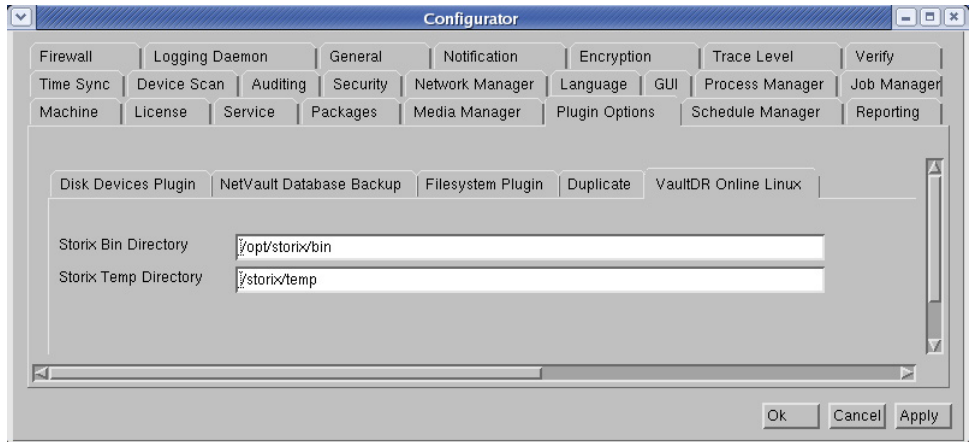 Configurator
Firewall Logging Daemon General Notification Encryption Trace Level Verify
Time Sync Device Scan Auditing Security Network Manager Language GUI Process Manager Job Manager
Machine License Service Packages Media Manager Plugin Options Schedule Manager Reporting
Disk Devices Plugin NetVault Database Backup Filesystem Plugin Duplicate VaultDR Online Linux
Storix Bin Directory /opt/storix/bin
Storix Temp Directory /storix/temp
Ok Cancel Apply